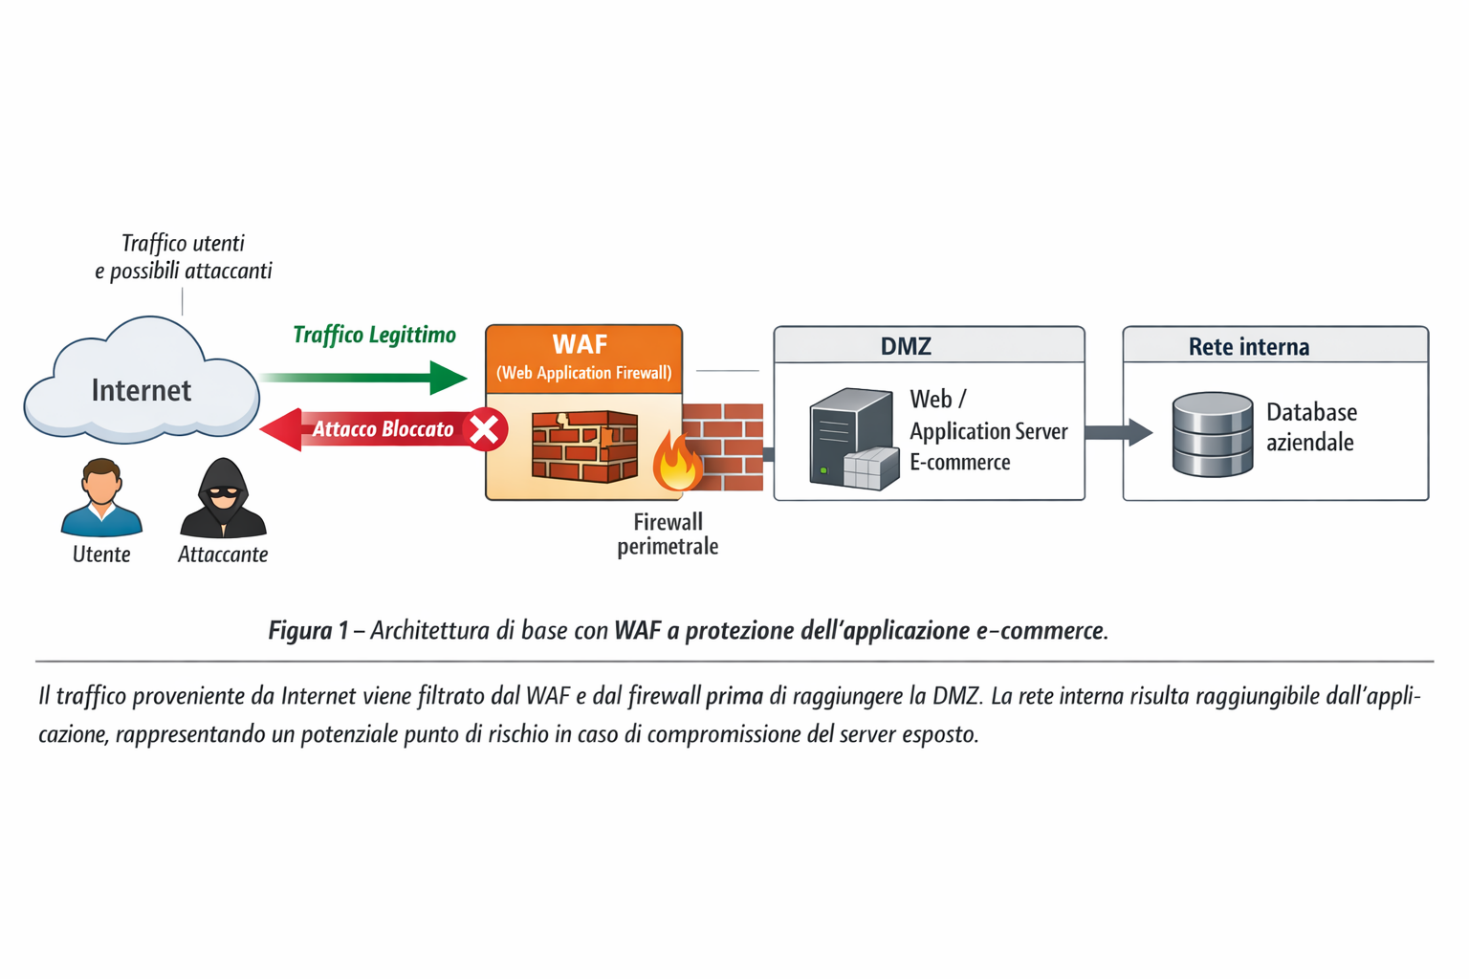 Traffico utenti
e possibili attaccanti
Internet
Utente
Attaccante
Traffico Legittimo
Attacco Bloccato
WAF
(Web Application Firewall)
Firewall
perimetrale
DMZ
Web /
Application Server
E-commerce
Rete interna
Database
aziendale
Figura 1 – Architettura di base con WAF a protezione dell'applicazione e-commerce.
Il traffico proveniente da Internet viene filtrato dal WAF e dal firewall prima di raggiungere la DMZ. La rete interna risulta raggiungibile dall'appli-
cazione, rappresentando un potenziale punto di rischio in caso di compromissione del server esposto.